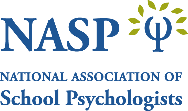 NASP
NATIONAL ASSOCIATION OF
School Psychologists